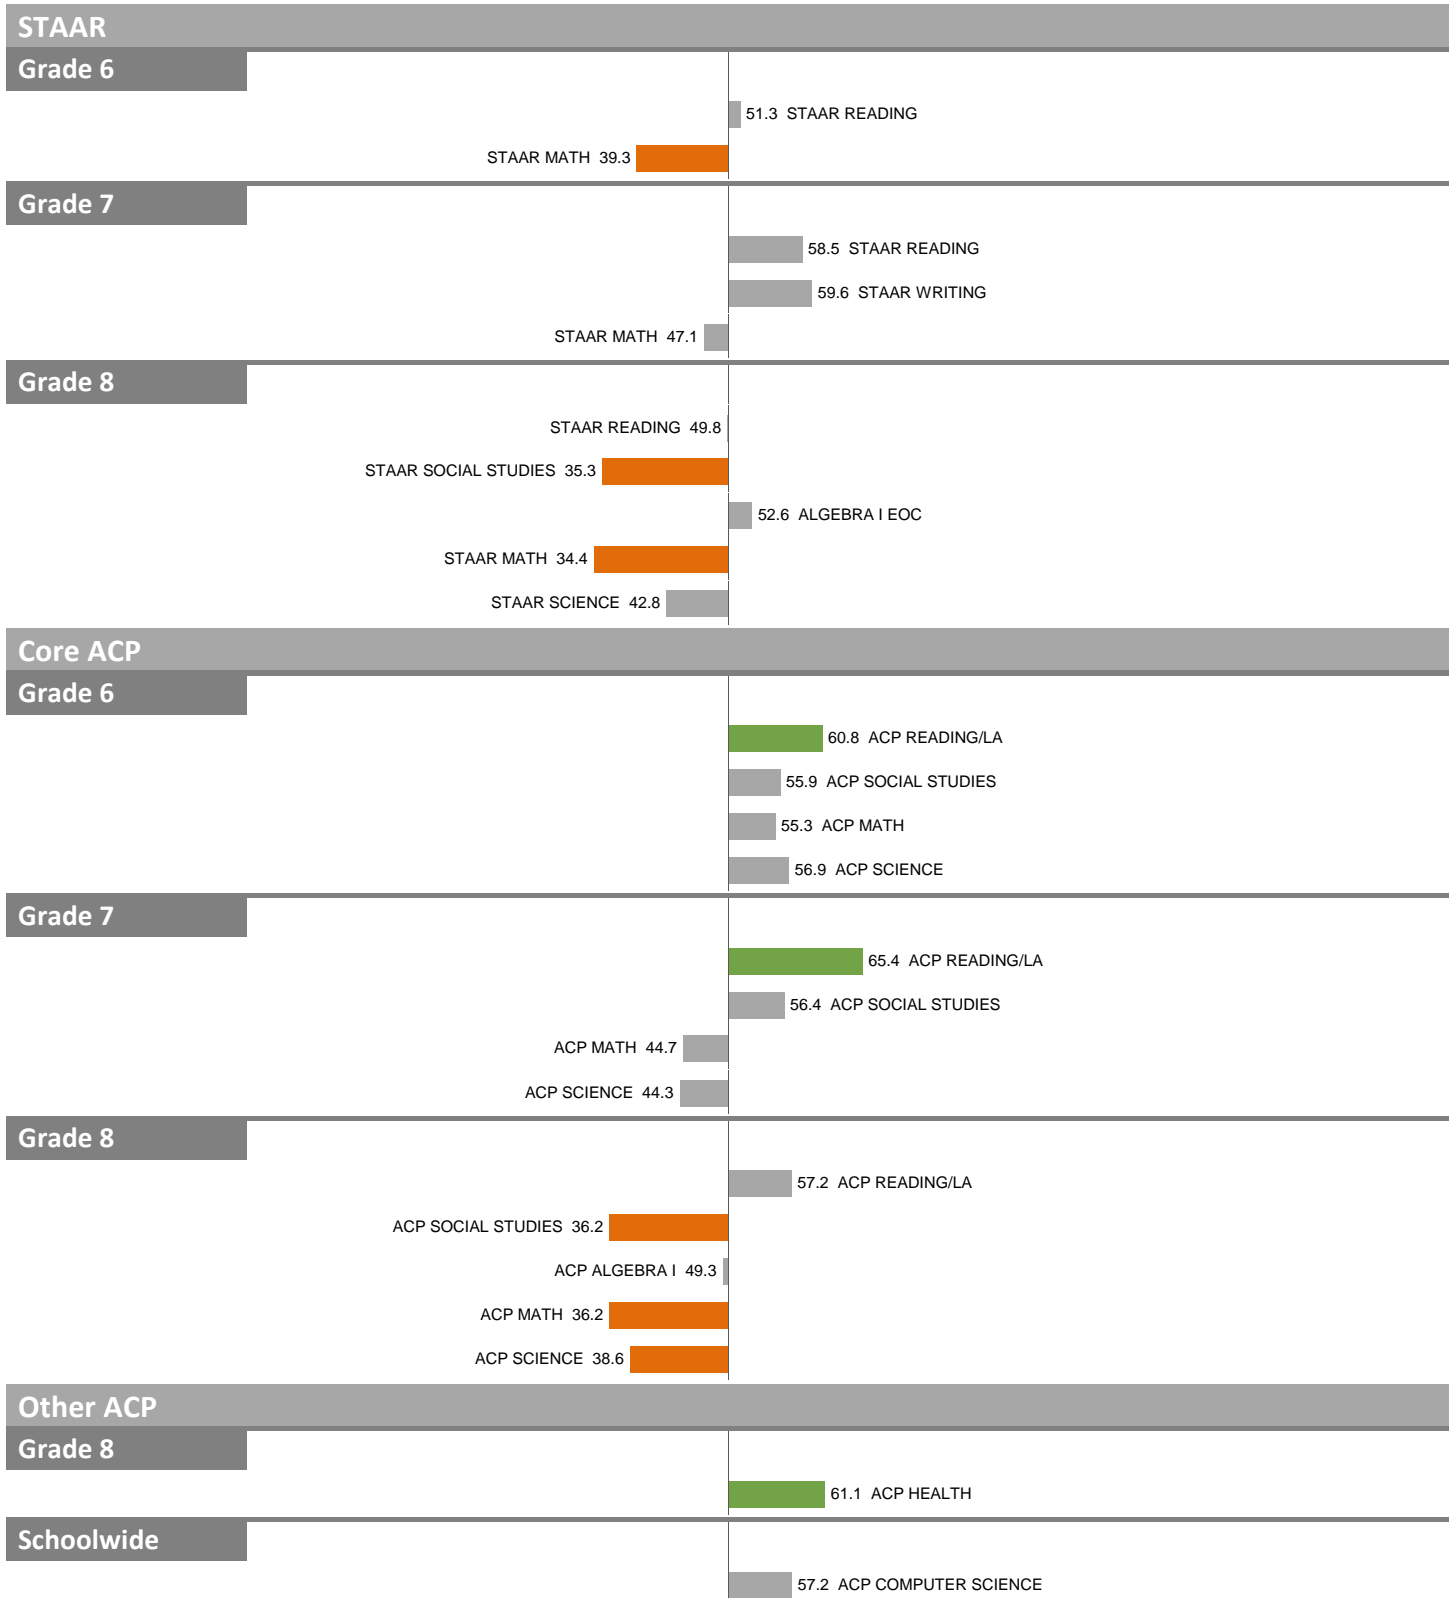 STAAR
Grade 6
51.3 STAAR READING
STAAR MATH 39.3
Grade 7
58.5 STAAR READING
59.6 STAAR WRITING
STAAR MATH 47.1
Grade 8
STAAR READING 49.8
STAAR SOCIAL STUDIES 35.3
52.6 ALGEBRA I EOC
STAAR MATH 34.4
STAAR SCIENCE 42.8
Core ACP
Grade 6
60.8 ACP READING/LA
55.9 ACP SOCIAL STUDIES
55.3 ACP MATH
56.9 ACP SCIENCE
Grade 7
65.4 ACP READING/LA
56.4 ACP SOCIAL STUDIES
ACP MATH 44.7
ACP SCIENCE 44.3
Grade 8
57.2 ACP READING/LA
ACP SOCIAL STUDIES 36.2
ACP ALGEBRA I 49.3
ACP MATH 36.2
ACP SCIENCE 38.6
Other ACP
Grade 8
61.1 ACP HEALTH
Schoolwide
57.2 ACP COMPUTER SCIENCE